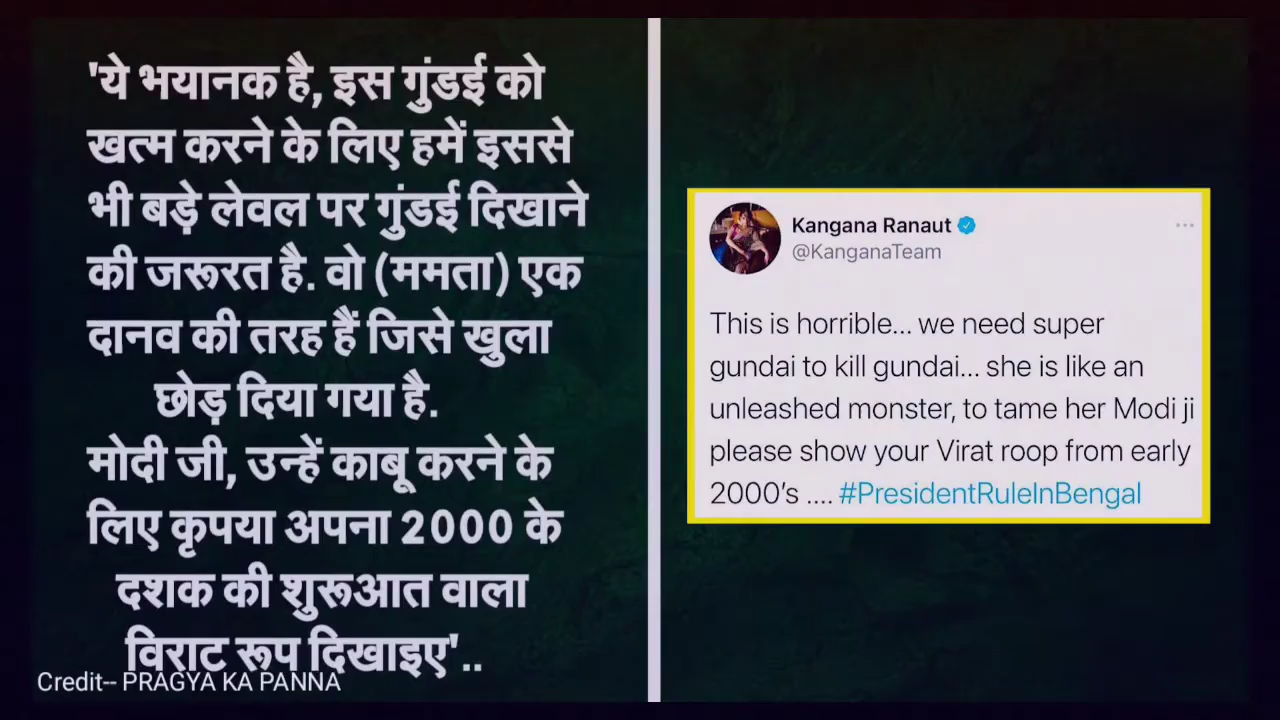 'ये भयानक है, इस गुंडई को
खत्म करने के लिए हमें इससे
भी बड़े लेवल पर गुंडई दिखाने
की जरूरत है. वो (ममता) एक
दानव की तरह हैं जिसे खुला
छोड़ दिया गया है.
मोदी जी, उन्हें काबू करने के
लिए कृपया अपना 2000 के
दशक की शुरूआत वाला
विराट रूप दिखाइए'..
Credit-- PRAGYA KA PANNA
Kangana Ranaut
@KanganaTeam
This is horrible... we need super
gundai to kill gundai... she is like an
unleashed monster, to tame her Modi ji
please show your Virat roop from early
2000's .... #PresidentRuleInBengal